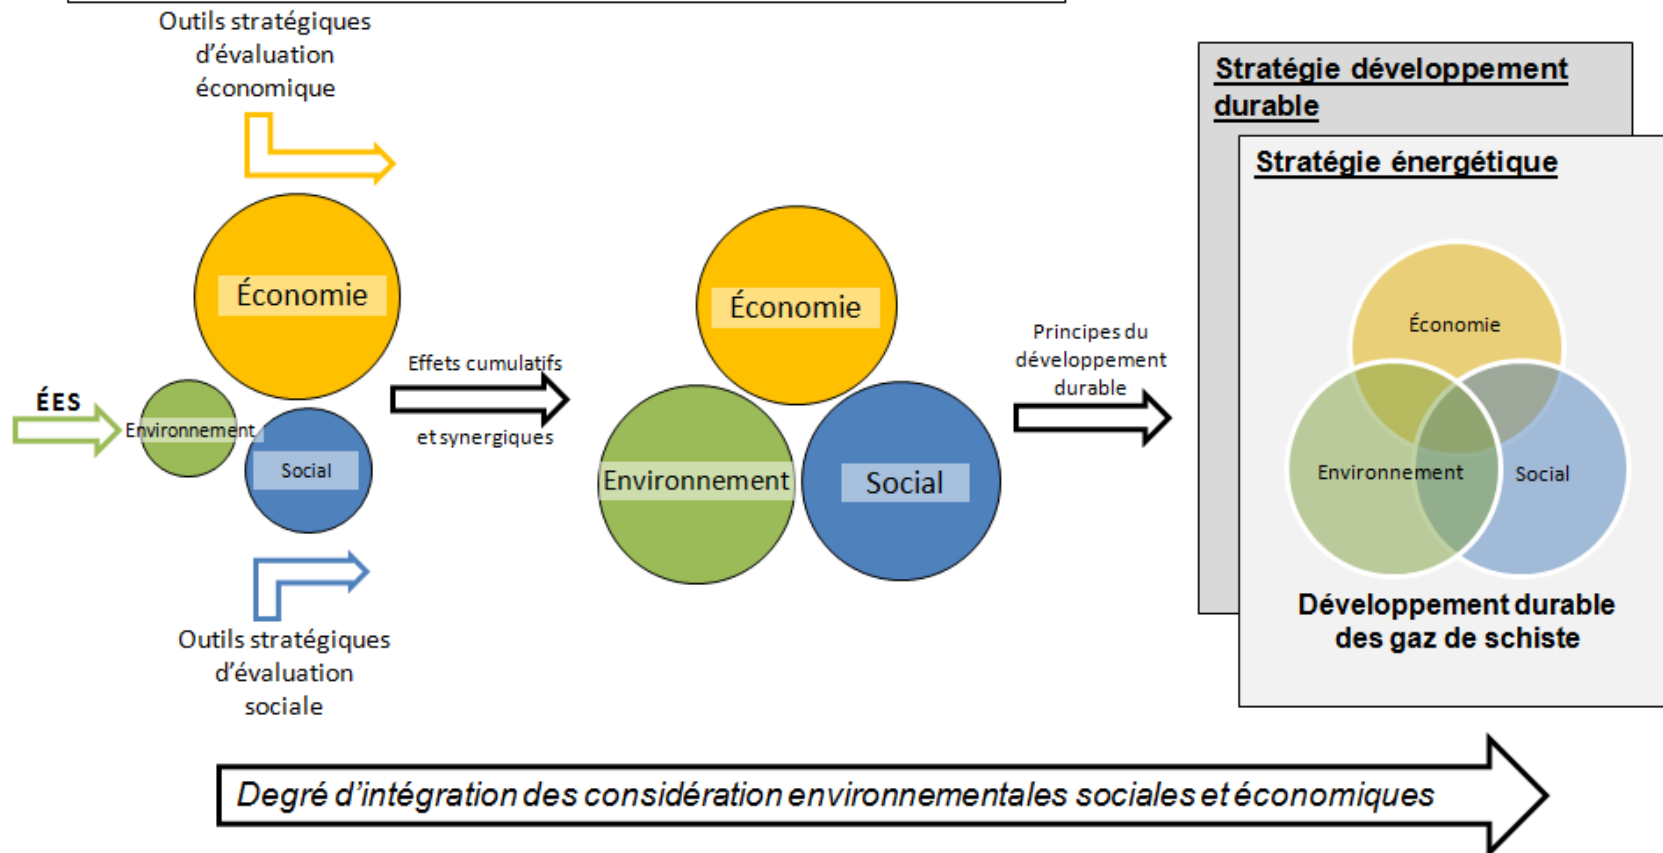 Outils stratégiques
d'évaluation
économique
Économie
ÉES
Environnement
Social
Outils stratégiques
d'évaluation
sociale
Effets cumulatifs
et synergiques
Économie
Environnement
Social
Principes du
développement
durable
Stratégie développement
durable
Stratégie énergétique
Économie
Environnement
Social
Développement durable
des gaz de schiste
Degré d'intégration des considération environnementales sociales et économiques